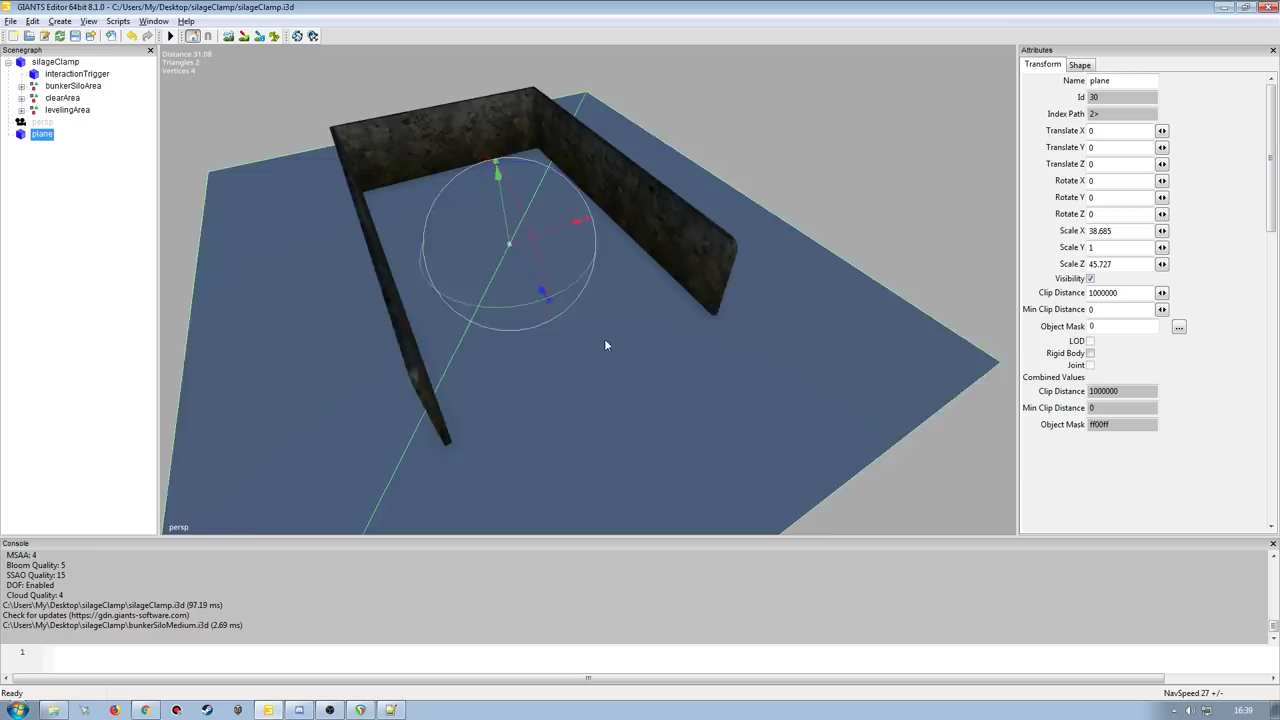 GIANTS Editor 64bit 8.1.0 - C:/Users/My/Desktop/silageClamp/silageClamp.i3d
File Edit Create View Scripts Window Help
Scenegraph
silageClamp
interactionTrigger
bunkerSiloArea
clearArea
levelingArea
persp
plane
Distance 31.08
Triangles 2
Vertices 4
persp
Attributes
Transform Shape
Name plane
Id 30
Index Path 2>
Translate X 0
Translate Y 0
Translate Z 0
Rotate X 0
Rotate Y 0
Rotate Z 0
Scale X 38.685
Scale Y 1
Scale Z 45.727
Visibility
Clip Distance 1000000
Min Clip Distance 0
Object Mask 0 ...
LOD
Rigid Body
Joint
Combined Values
Clip Distance 1000000
Min Clip Distance 0
Object Mask ff00ff
Console
MSAA: 4
Bloom Quality: 5
SSAO Quality: 15
DOF: Enabled
Cloud Quality: 4
C:\Users\My\Desktop\silageClamp\silageClamp.i3d (97.19 ms)
Check for updates (https://gdn.giants-software.com)
C:\Users\My\Desktop\silageClamp\bunkerSiloMedium.i3d (2.69 ms)
1
Ready
NavSpeed 27 +/-
16:39